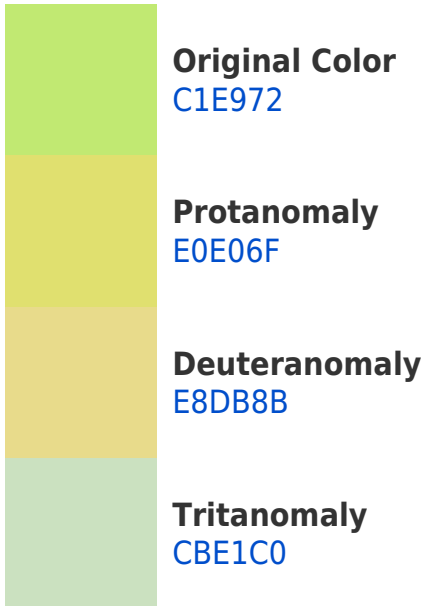 Original Color
C1E972
Protanomaly
E0E06F
Deuteranomaly
E8DB8B
Tritanomaly
CBE1C0